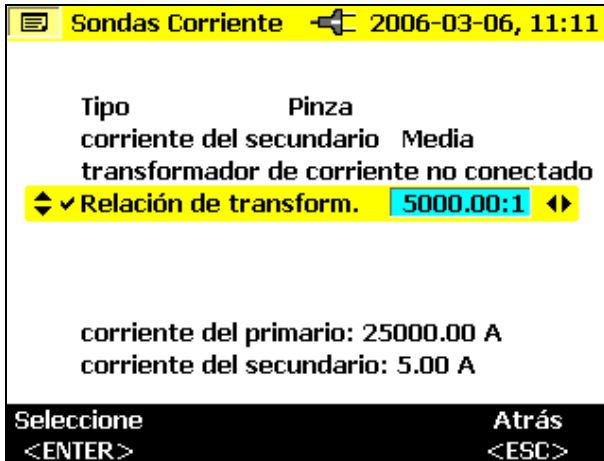 Sondas Corriente 2006-03-06, 11:11
Tipo Pinza
corriente del secundario Media
transformador de corriente no conectado
Relación de transform. 5000.00:1
corriente del primario: 25000.00 A
corriente del secundario: 5.00 A
Seleccione Atrás
<ENTER> <ESC>